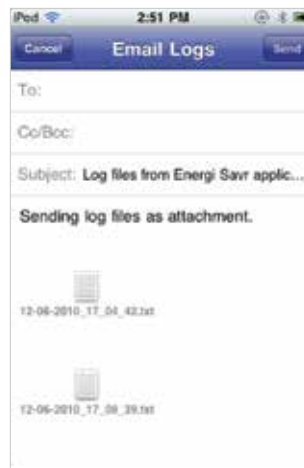 iPod 2:51 PM
Cancel Email Logs Send
To:
Cc/Bcc:
Subject: Log files from Energi Savr applic...
Sending log files as attachment.
12-06-2010_17_04_42.txt
12-06-2010_17_08_39.txt